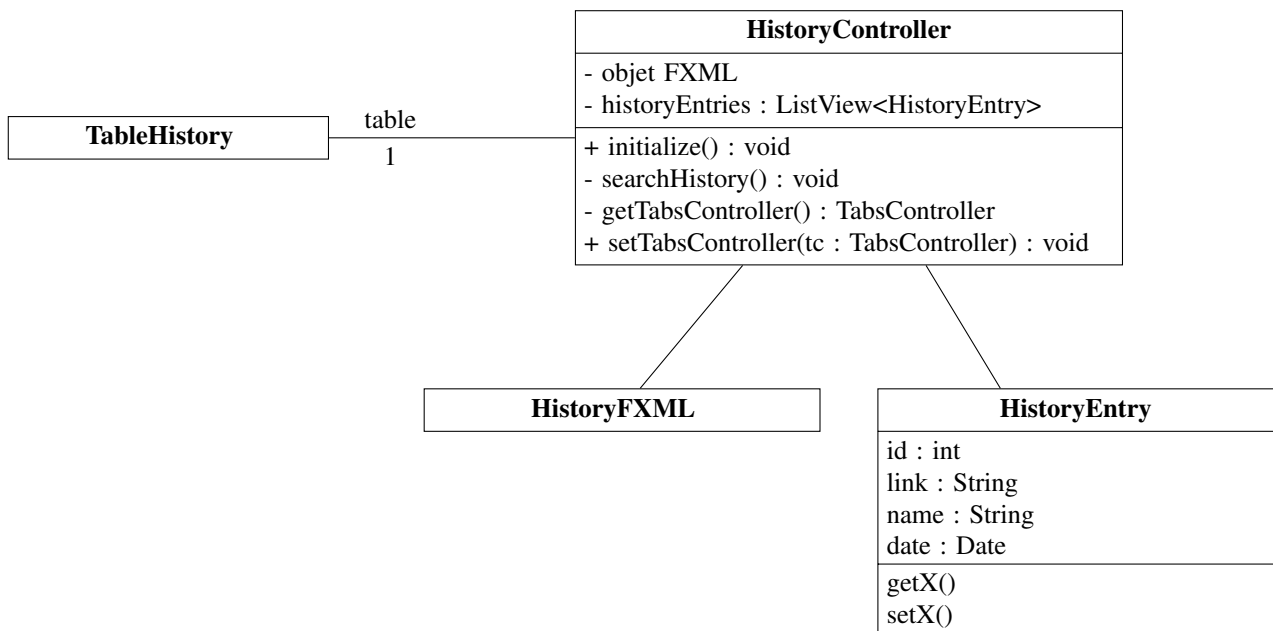 HistoryController
- objet FXML
- historyEntries : ListView<HistoryEntry>
+ initialize() : void
- searchHistory() : void
- getTabsController() : TabsController
+ setTabsController(tc : TabsController) : void
TableHistory
table
1
HistoryFXML
HistoryEntry
id : int
link : String
name : String
date : Date
getX()
setX()